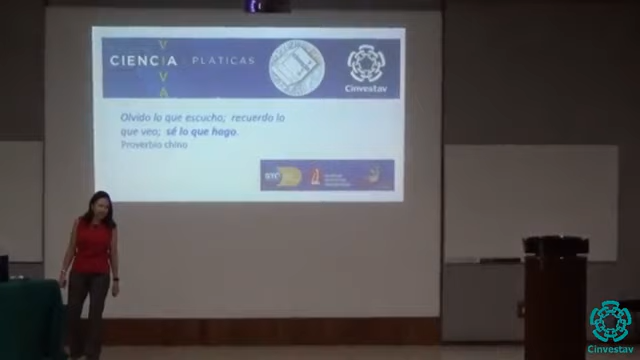 CIENCIA
VIVA
PLÁTICAS
Cinvestav
Olvido lo que escucho; recuerdo lo
que veo; sé lo que hago.
Proverbio chino
Cinvestav